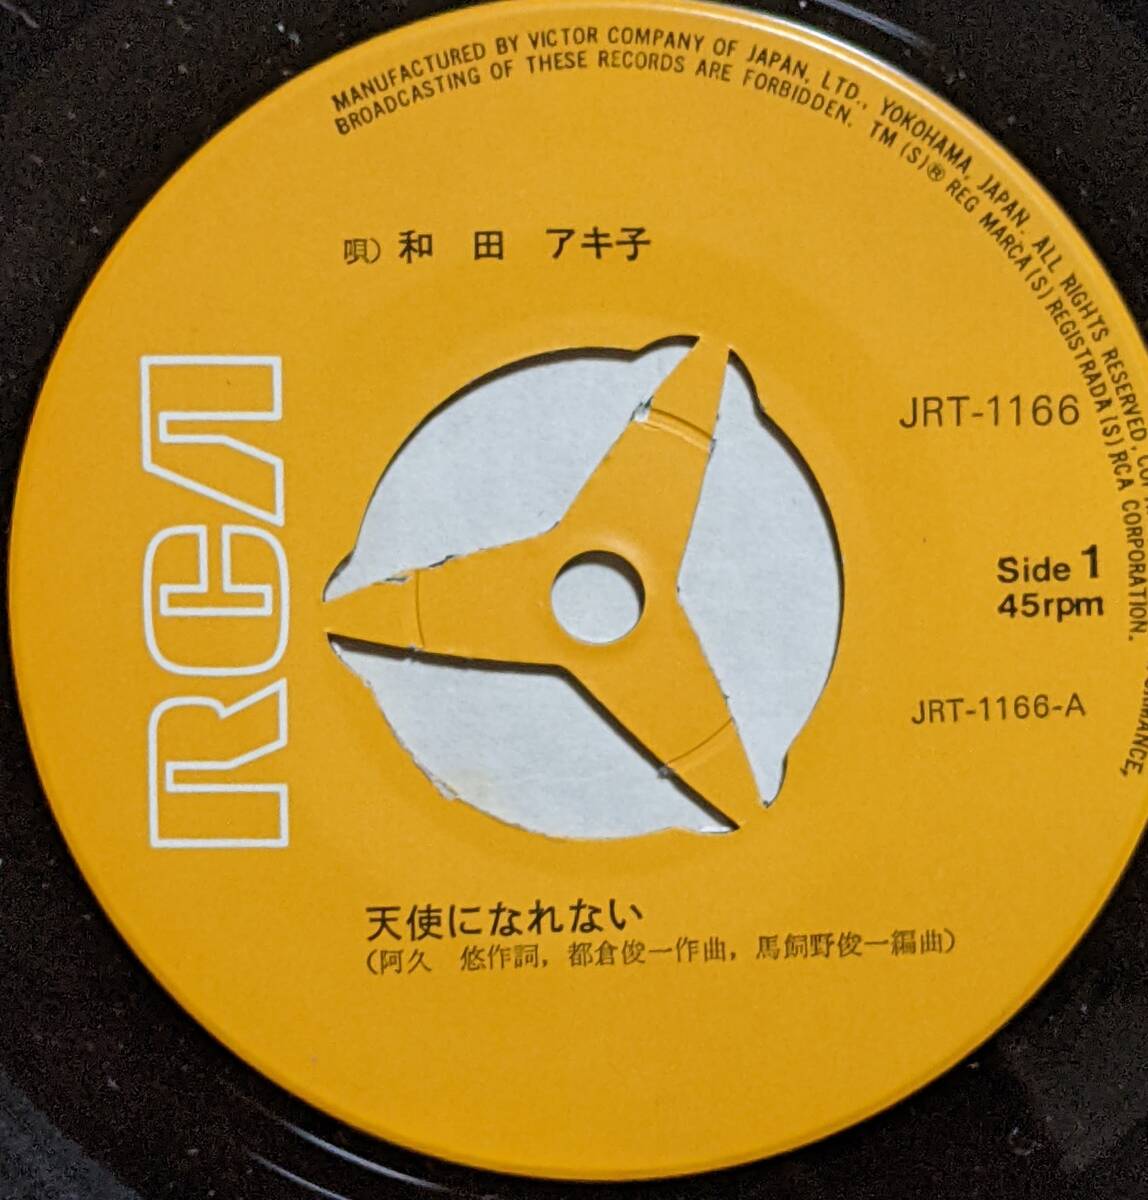 MANUFACTURED BY VICTOR COMPANY OF JAPAN, LTD., YOKOHAMA, JAPAN. ALL RIGHTS RESERVED,
BROADCASTING OF THESE RECORDS ARE FORBIDDEN. TM(S)® REG MARCA(S) REGISTRADA(S) RCA CORPORATION.
唄) 和 田 アキ子
RCA
JRT-1166
Side 1
45rpm
JRT-1166-A
天使になれない
(阿久 悠作詞, 都倉俊一作曲, 馬飼野俊一編曲)